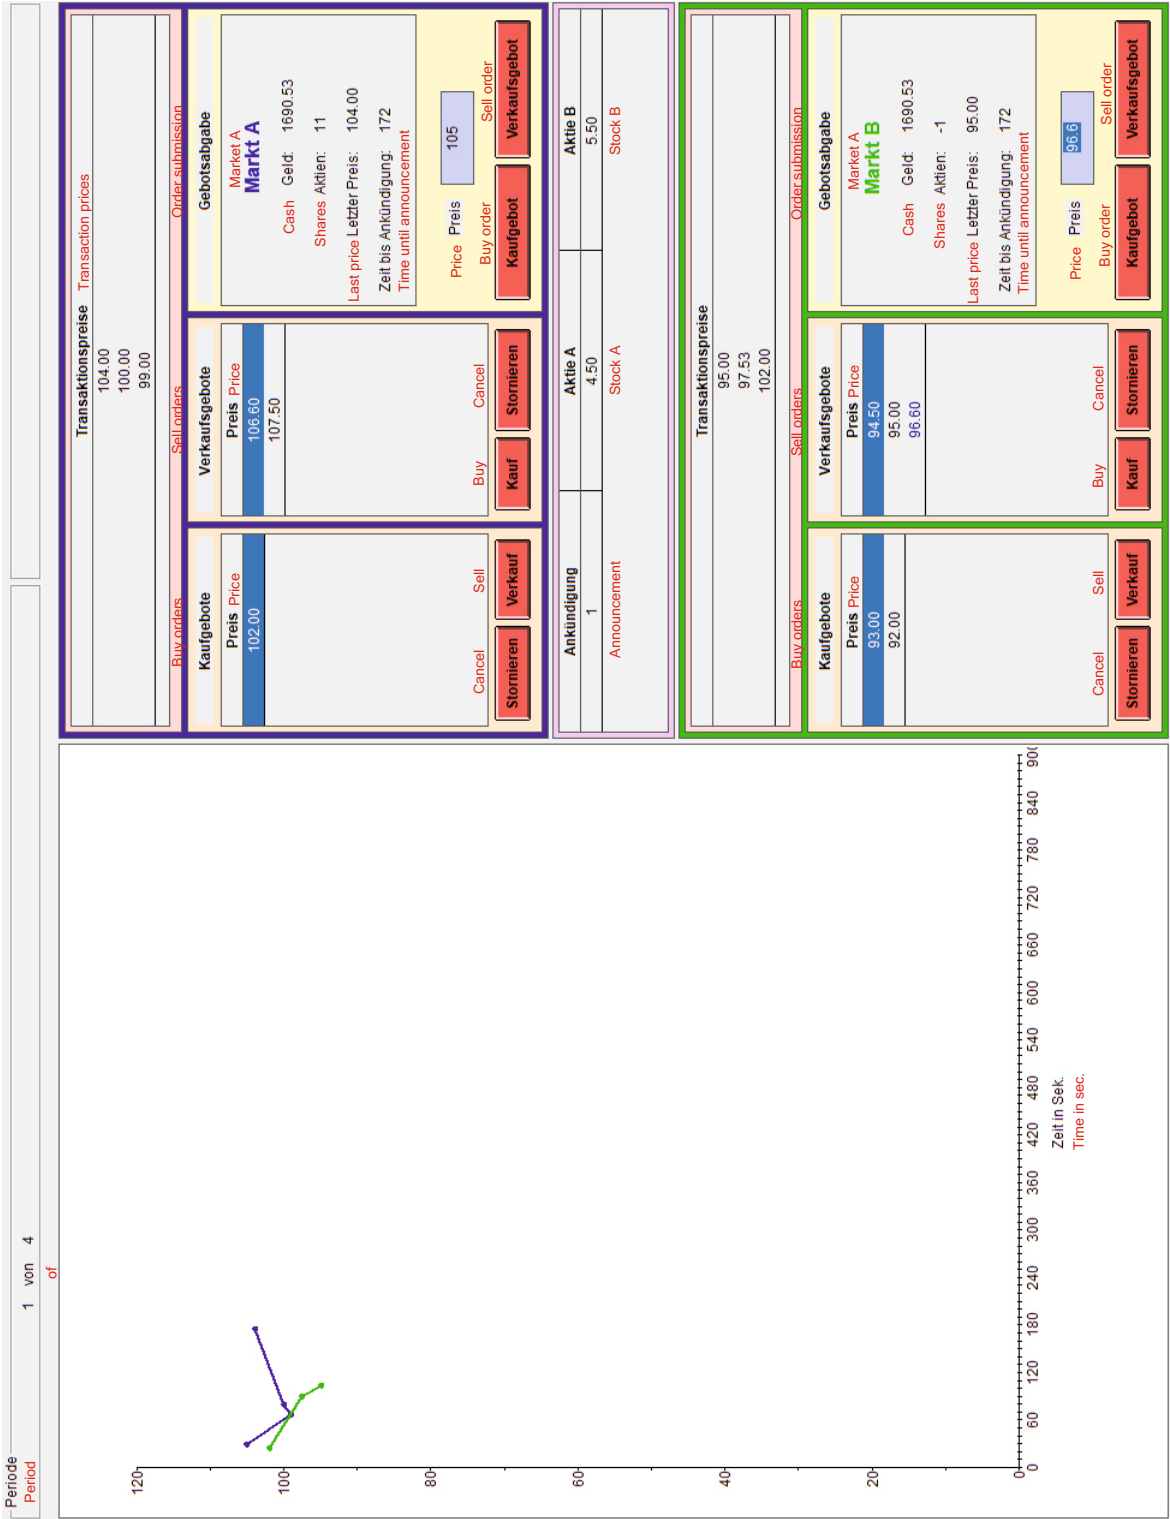 Periode
Period
1 von 4
of
120
100
80
60
40
20
0
0 60 120 180 240 300 360 420 480 540 600 660 720 780 840 90(
Zeit in Sek.
Time in sec.
Transaktionspreise Transaction prices
104.00
100.00
99.00
Buy orders
Sell orders
Order submission
Kaufgebote
Preis Price
102.00
Cancel Sell
Stornieren Verkauf
Verkaufsgebote
Preis Price
106.60
107.50
Buy Cancel
Kauf Stornieren
Gebotsabgabe
Market A
Markt A
Cash Geld: 1690.53
Shares Aktien: 11
Last price Letzter Preis: 104.00
Zeit bis Ankündigung: 172
Time until announcement
Price Preis 105
Buy order Sell order
Kaufgebot Verkaufsgebot
Ankündigung Aktie A Aktie B
1 4.50 5.50
Announcement Stock A Stock B
Transaktionspreise
95.00
97.53
102.00
Buy orders
Sell orders
Order submission
Kaufgebote
Preis Price
93.00
92.00
Cancel Sell
Stornieren Verkauf
Verkaufsgebote
Preis Price
94.50
95.00
96.60
Buy Cancel
Kauf Stornieren
Gebotsabgabe
Market A
Markt B
Cash Geld: 1690.53
Shares Aktien: -1
Last price Letzter Preis: 95.00
Zeit bis Ankündigung: 172
Time until announcement
Price Preis 96.6
Buy order Sell order
Kaufgebot Verkaufsgebot